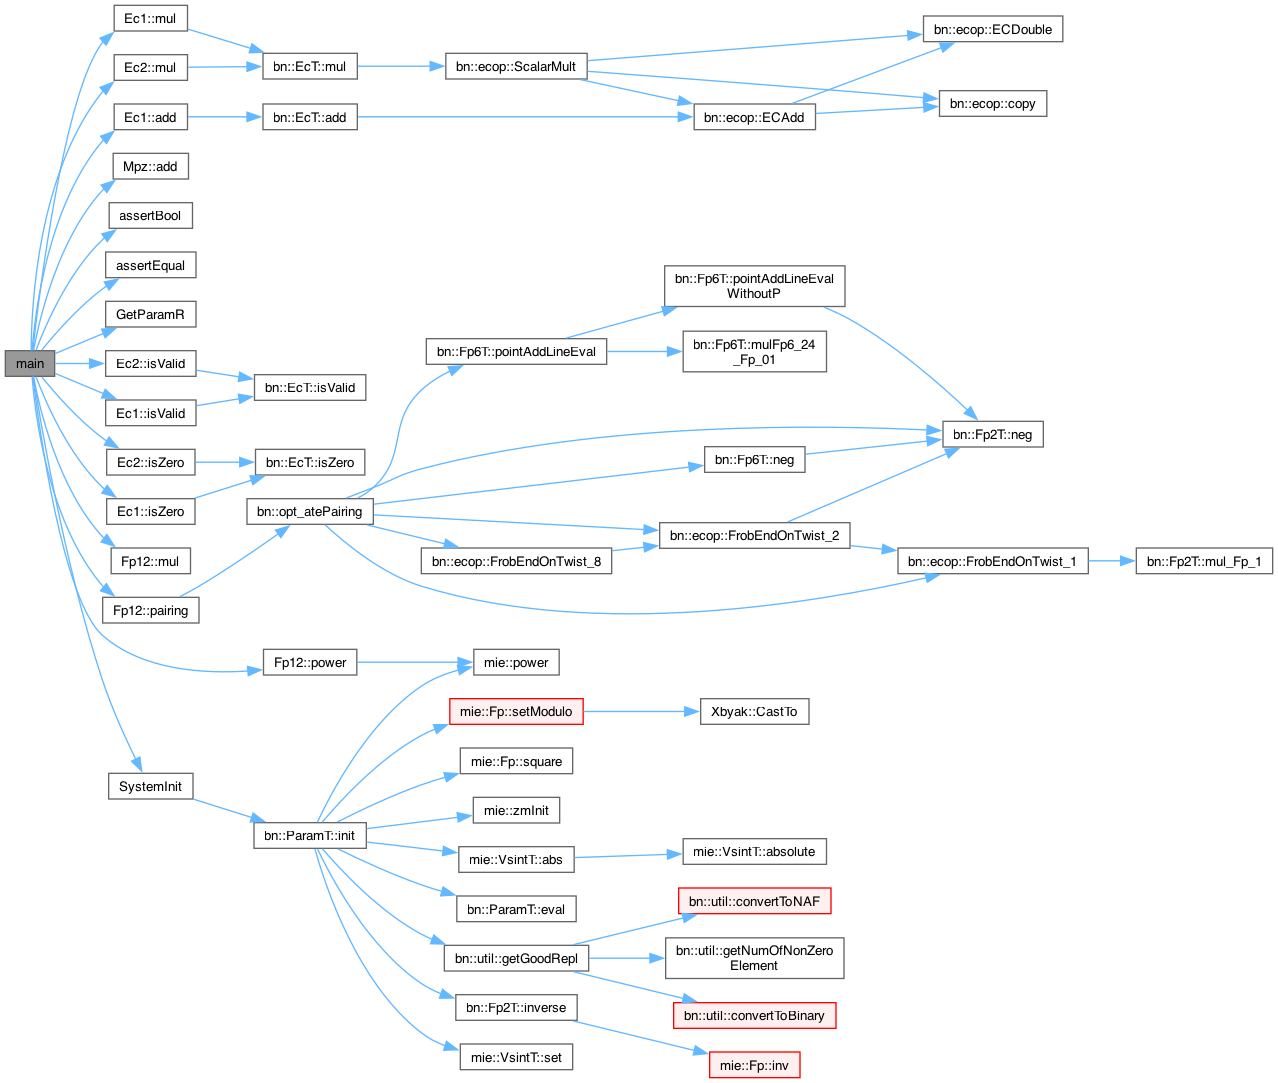 main
Ec1::mul
Ec2::mul
Ec1::add
Mpz::add
assertBool
assertEqual
GetParamR
Ec2::isValid
Ec1::isValid
Ec2::isZero
Ec1::isZero
Fp12::mul
Fp12::pairing
Fp12::power
SystemInit
bn::EcT::mul
bn::EcT::add
bn::EcT::isValid
bn::EcT::isZero
bn::opt_atePairing
bn::ParamT::init
bn::ecop::ScalarMult
bn::ecop::ECAdd
bn::ecop::ECDouble
bn::ecop::copy
bn::Fp6T::pointAddLineEval
bn::Fp6T::pointAddLineEval
WithoutP
bn::Fp6T::mulFp6_24
_Fp_01
bn::Fp2T::neg
bn::Fp6T::neg
bn::ecop::FrobEndOnTwist_2
bn::ecop::FrobEndOnTwist_8
bn::ecop::FrobEndOnTwist_1
bn::Fp2T::mul_Fp_1
mie::power
mie::Fp::setModulo
Xbyak::CastTo
mie::Fp::square
mie::zmInit
mie::VsintT::abs
mie::VsintT::absolute
bn::ParamT::eval
bn::util::getGoodRepl
bn::util::convertToNAF
bn::util::getNumOfNonZero
Element
bn::util::convertToBinary
bn::Fp2T::inverse
mie::Fp::inv
mie::VsintT::set